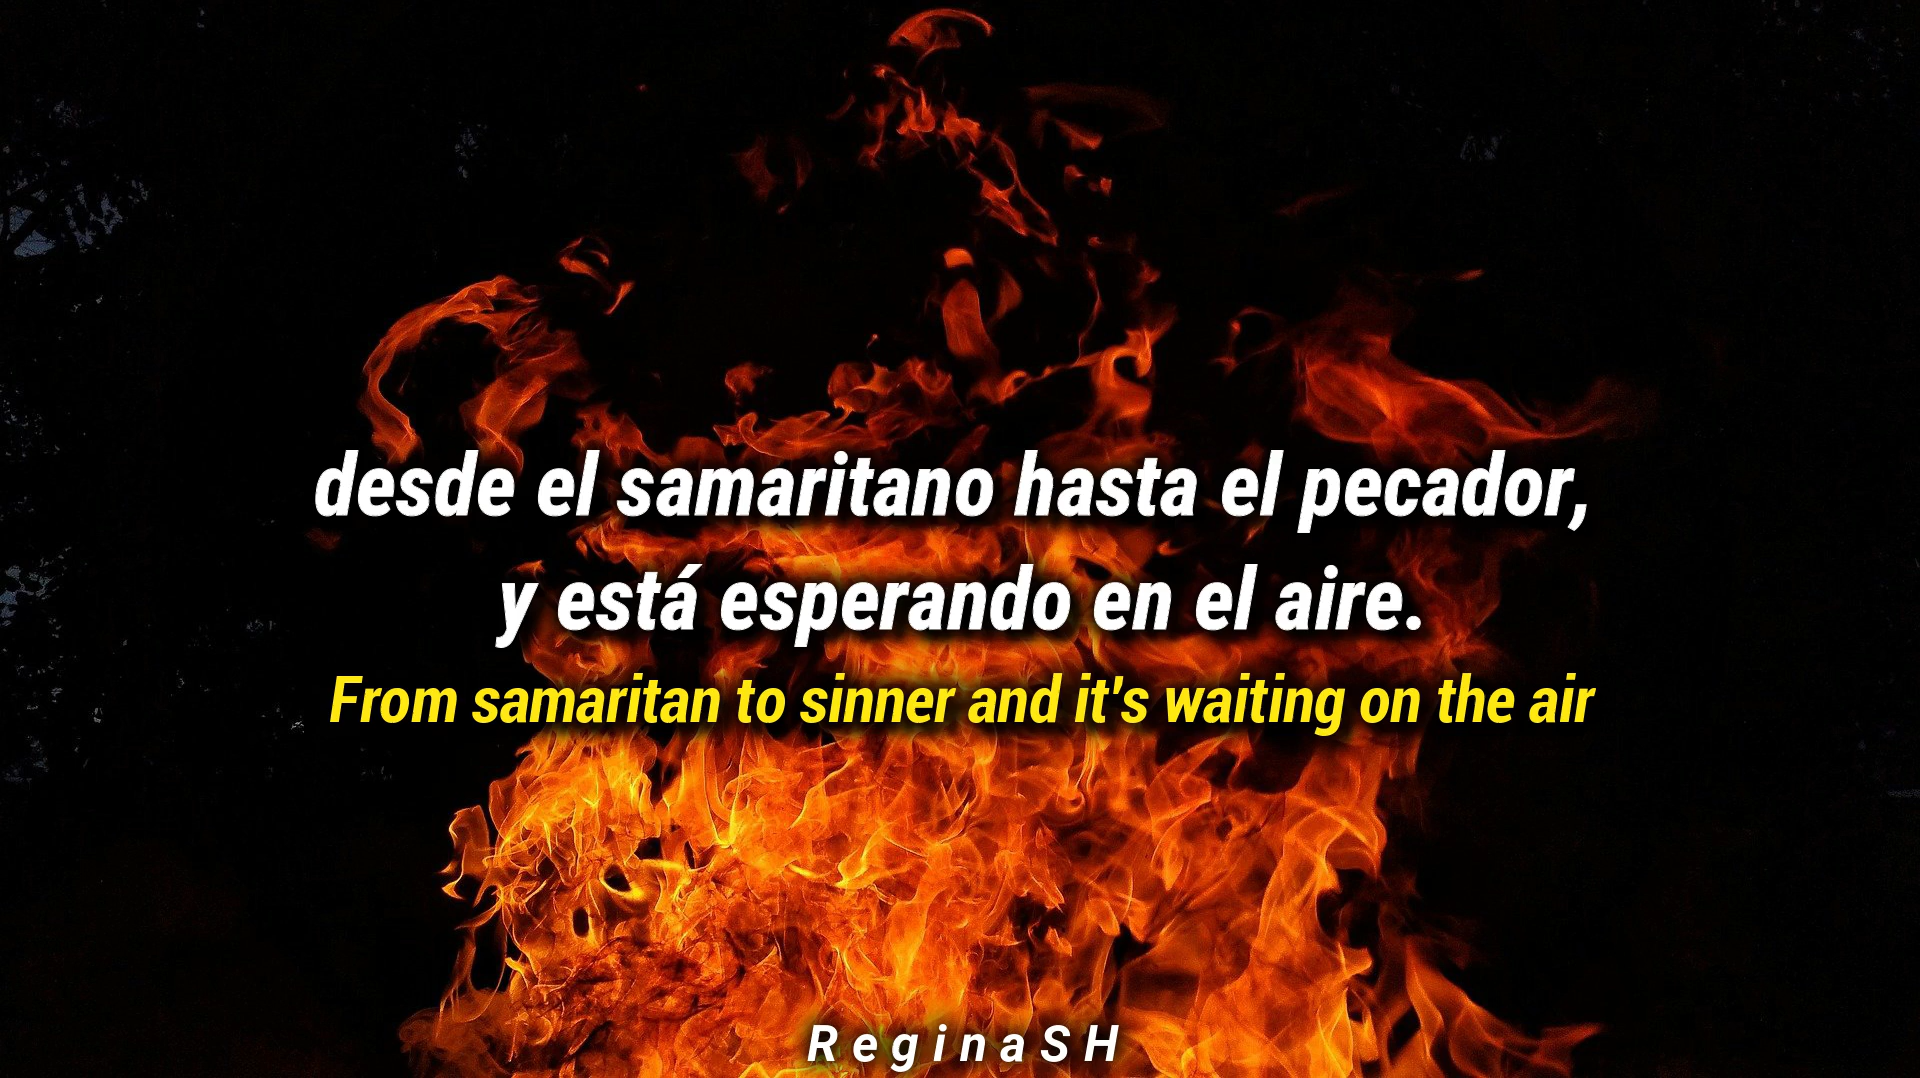 desde el samaritano hasta el pecador,
y está esperando en el aire.
From samaritan to sinner and it's waiting on the air
ReginaSH